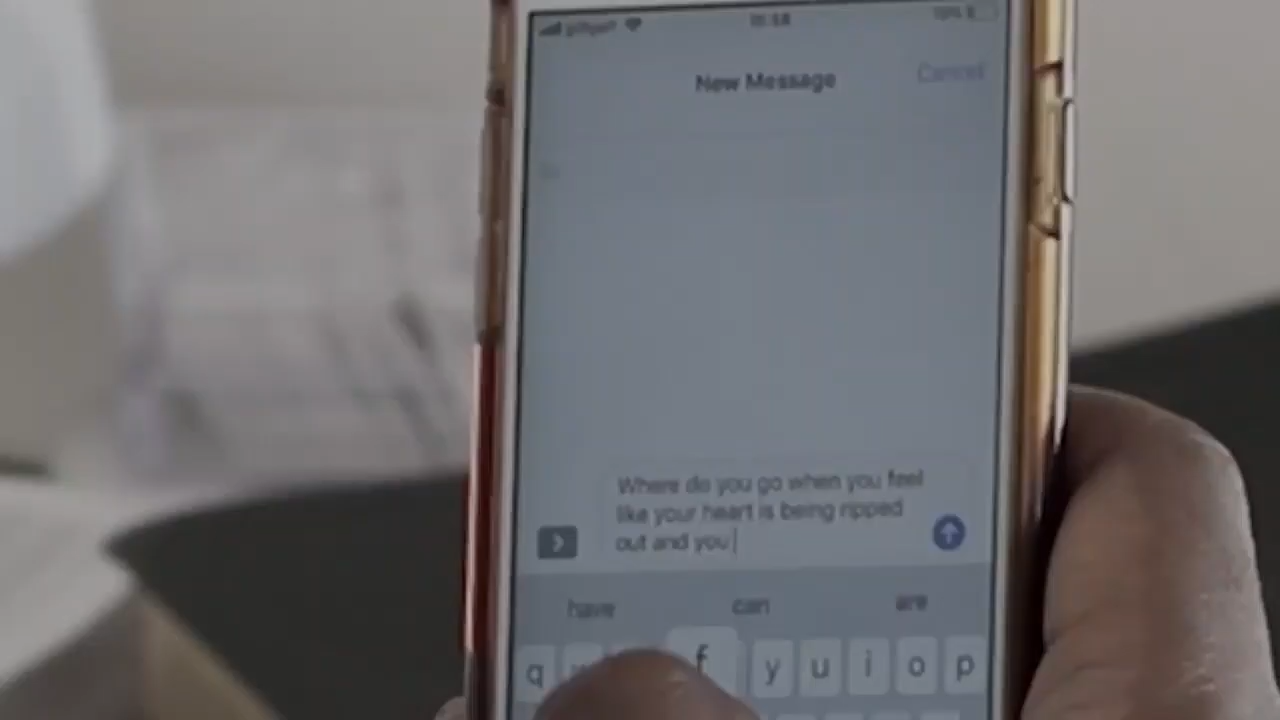 New Message
Cancel
Where do you go when you feel
like your heart is being ripped
out and you
have can are
q f y u i o p